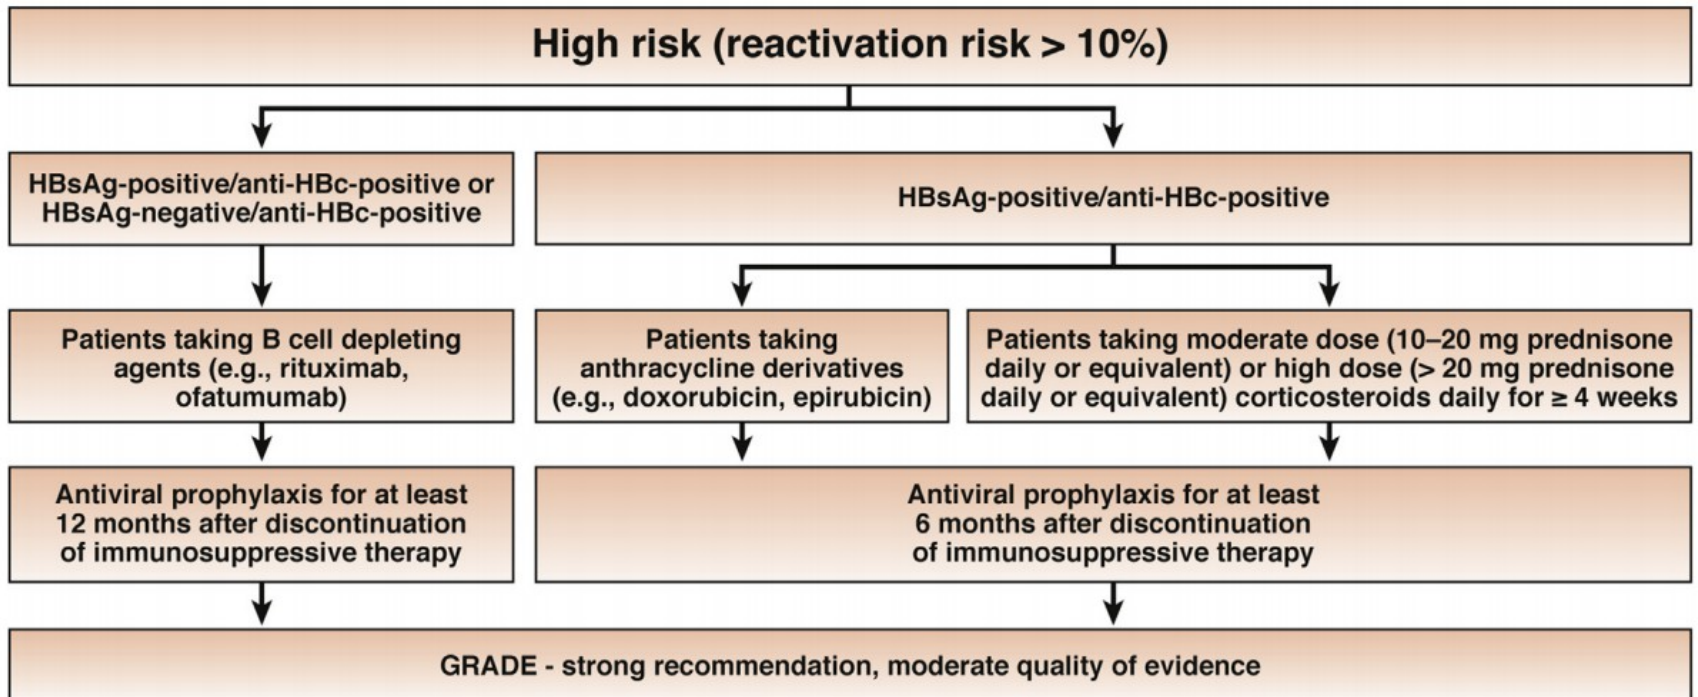 High risk (reactivation risk > 10%)
HBsAg-positive/anti-HBc-positive or
HBsAg-negative/anti-HBc-positive
HBsAg-positive/anti-HBc-positive
Patients taking B cell depleting
agents (e.g., rituximab,
ofatumumab)
Patients taking
anthracycline derivatives
(e.g., doxorubicin, epirubicin)
Patients taking moderate dose (10–20 mg prednisone
daily or equivalent) or high dose (> 20 mg prednisone
daily or equivalent) corticosteroids daily for ≥ 4 weeks
Antiviral prophylaxis for at least
12 months after discontinuation
of immunosuppressive therapy
Antiviral prophylaxis for at least
6 months after discontinuation
of immunosuppressive therapy
GRADE - strong recommendation, moderate quality of evidence